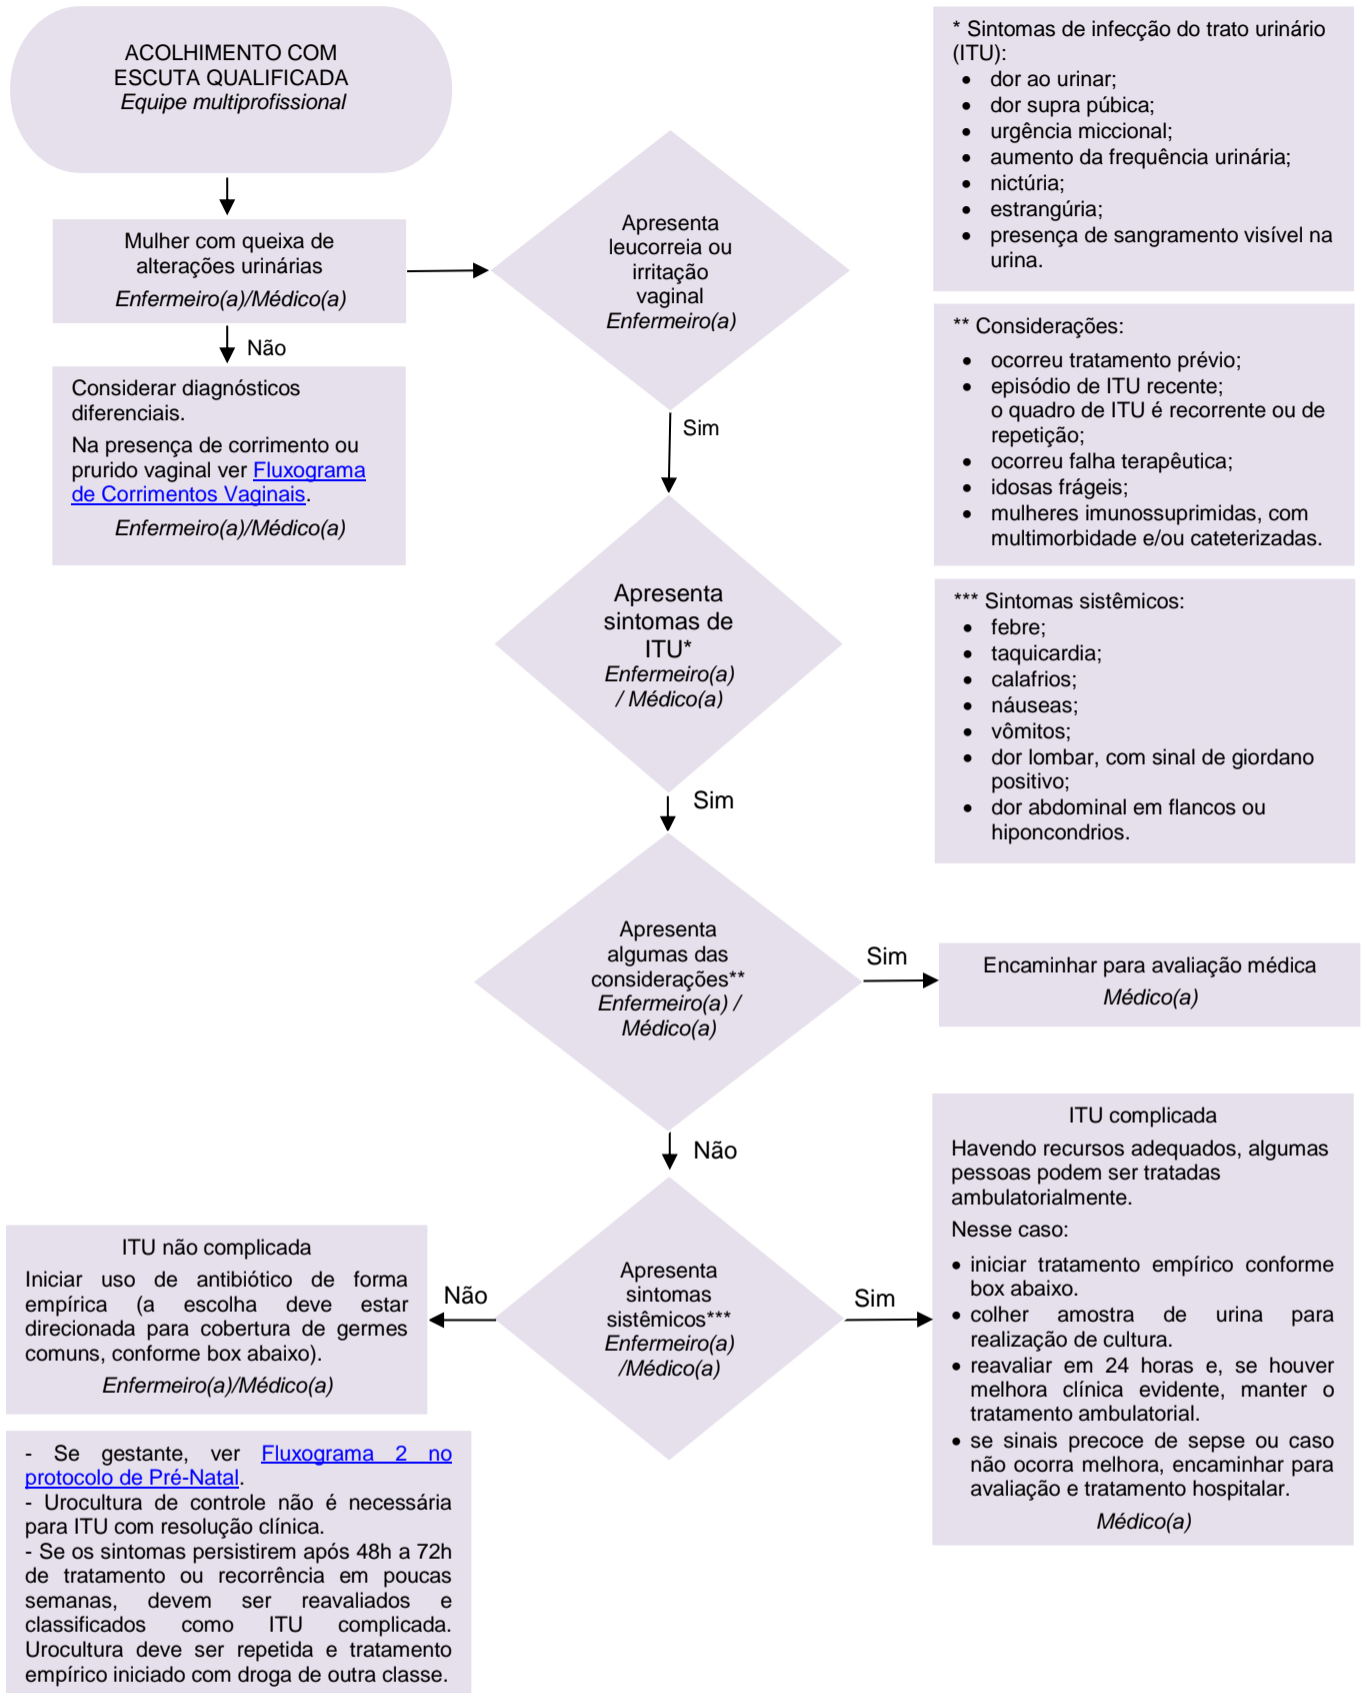 ACOLHIMENTO COM
ESCUTA QUALIFICADA
Equipe multiprofissional
Mulher com queixa de
alterações urinárias
Enfermeiro(a)/Médico(a)
Não
Considerar diagnósticos
diferenciais.
Na presença de corrimento ou
prurido vaginal ver Fluxograma
de Corrimentos Vaginais.
Enfermeiro(a)/Médico(a)
Apresenta
leucorreia ou
irritação
vaginal
Enfermeiro(a)
Sim
Apresenta
sintomas de
ITU*
Enfermeiro(a)
/ Médico(a)
Sim
Apresenta
algumas das
considerações**
Enfermeiro(a) /
Médico(a)
Sim
Encaminhar para avaliação médica
Médico(a)
Não
Apresenta
sintomas
sistêmicos***
Enfermeiro(a)
/Médico(a)
Sim
Não
* Sintomas de infecção do trato urinário
(ITU):
• dor ao urinar;
• dor supra púbica;
• urgência miccional;
• aumento da frequência urinária;
• nictúria;
• estrangúria;
• presença de sangramento visível na
urina.
** Considerações:
• ocorreu tratamento prévio;
• episódio de ITU recente;
o quadro de ITU é recorrente ou de
repetição;
• ocorreu falha terapêutica;
• idosas frágeis;
• mulheres imunossuprimidas, com
multimorbidade e/ou cateterizadas.
*** Sintomas sistêmicos:
• febre;
• taquicardia;
• calafrios;
• náuseas;
• vômitos;
• dor lombar, com sinal de giordano
positivo;
• dor abdominal em flancos ou
hiponcondrios.
ITU complicada
Havendo recursos adequados, algumas
pessoas podem ser tratadas
ambulatorialmente.
Nesse caso:
• iniciar tratamento empírico conforme
box abaixo.
• colher amostra de urina para
realização de cultura.
• reavaliar em 24 horas e, se houver
melhora clínica evidente, manter o
tratamento ambulatorial.
• se sinais precoce de sepse ou caso
não ocorra melhora, encaminhar para
avaliação e tratamento hospitalar.
Médico(a)
ITU não complicada
Iniciar uso de antibiótico de forma
empírica (a escolha deve estar
direcionada para cobertura de germes
comuns, conforme box abaixo).
Enfermeiro(a)/Médico(a)
- Se gestante, ver Fluxograma 2 no
protocolo de Pré-Natal.
- Urocultura de controle não é necessária
para ITU com resolução clínica.
- Se os sintomas persistirem após 48h a 72h
de tratamento ou recorrência em poucas
semanas, devem ser reavaliados e
classificados como ITU complicada.
Urocultura deve ser repetida e tratamento
empírico iniciado com droga de outra classe.